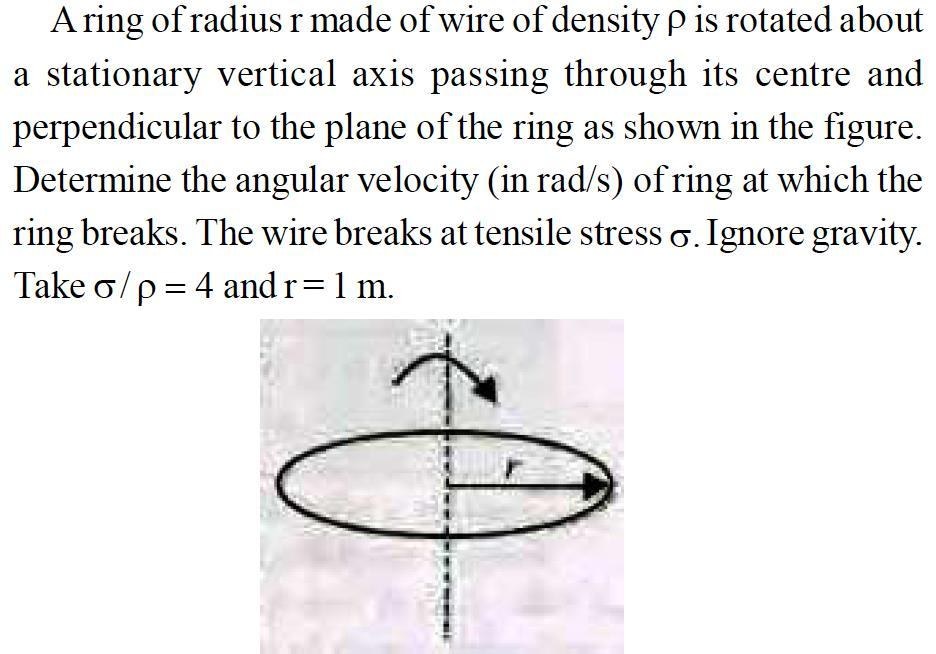 A ring of radius r made of wire of density ρ is rotated about
a stationary vertical axis passing through its centre and
perpendicular to the plane of the ring as shown in the figure.
Determine the angular velocity (in rad/s) of ring at which the
ring breaks. The wire breaks at tensile stress σ. Ignore gravity.
Take σ/ρ = 4 and r = 1 m.
r